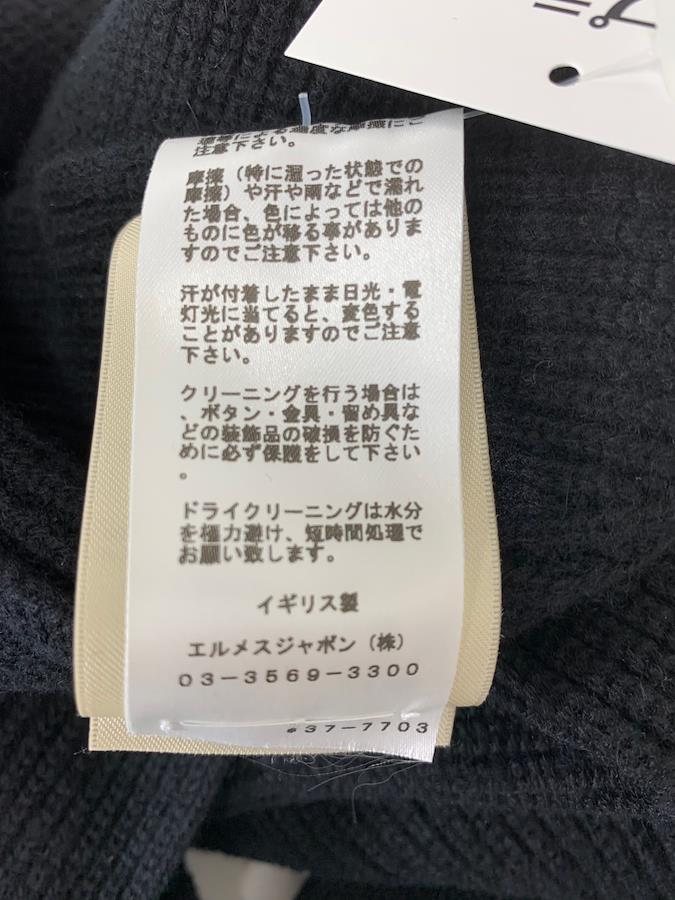 プミ
過度な摩擦にご
注意下さい。
摩擦（特に湿った状態での
摩擦）や汗や雨などで濡れ
た場合、色によっては他の
ものに色が移る事がありま
すのでご注意下さい。
汗が付着したまま日光・電
灯光に当てると、変色する
ことがありますのでご注意
下さい。
クリーニングを行う場合は
、ボタン・金具・留め具な
どの装飾品の破損を防ぐた
めに必ず保護をして下さい
。
ドライクリーニングは水分
を極力避け、短時間処理で
お願い致します。
イギリス製
エルメスジャポン（株）
03-3569-3300
37-7703